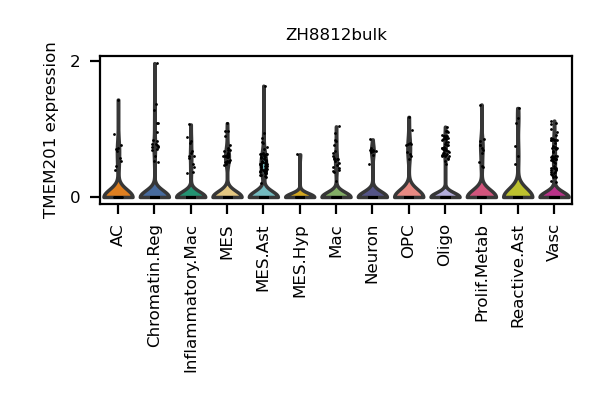 ZH8812bulk
TMEM201 expression
2
0
AC
Chromatin.Reg
Inflammatory.Mac
MES
MES.Ast
MES.Hyp
Mac
Neuron
OPC
Oligo
Prolif.Metab
Reactive.Ast
Vasc